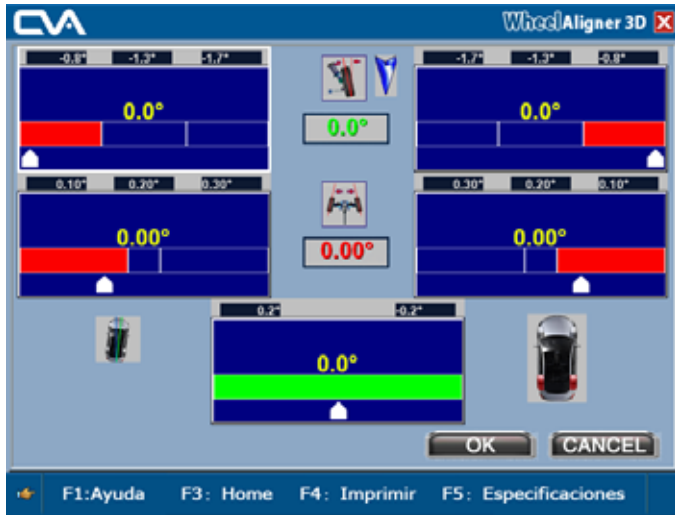 CVA WheelAligner 3D
-0.8° -1.3° -1.7° -1.7° -1.3° -0.8°
0.0° 0.0° 0.0°
0.10° 0.20° 0.30° 0.30° 0.20° 0.10°
0.00° 0.00° 0.00°
0.2° -0.2°
0.0°
OK CANCEL
F1:Ayuda F3: Home F4: Imprimir F5: Especificaciones